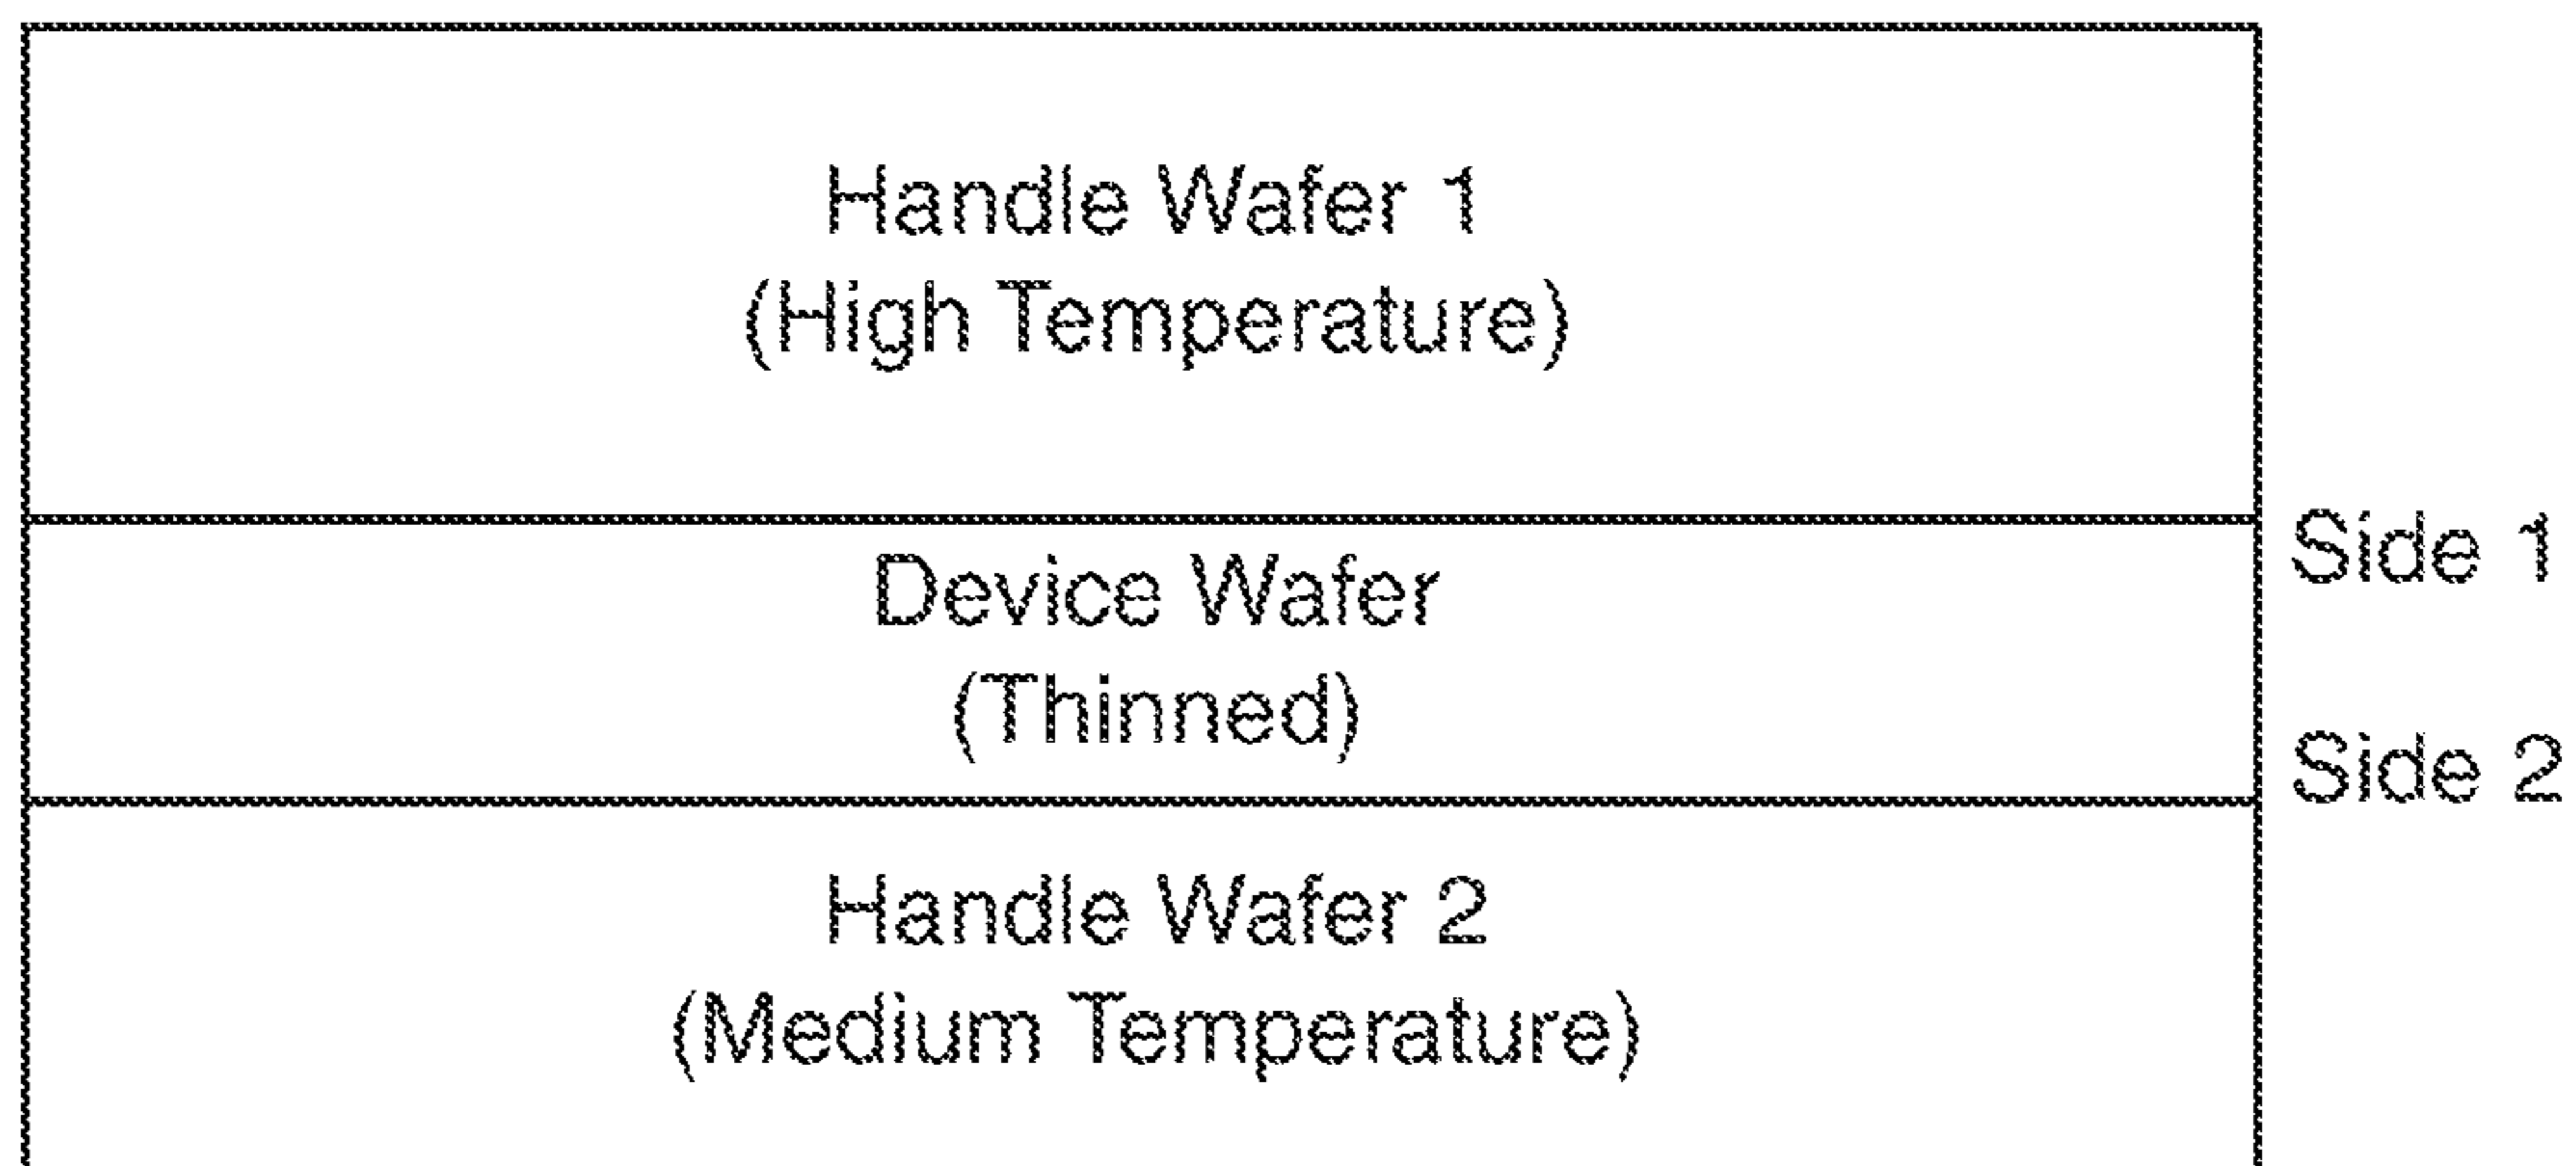 Handle Wafer 1
(High Temperature)
Side 1
Device Wafer
(Thinned)
Side 2
Handle Wafer 2
(Medium Temperature)